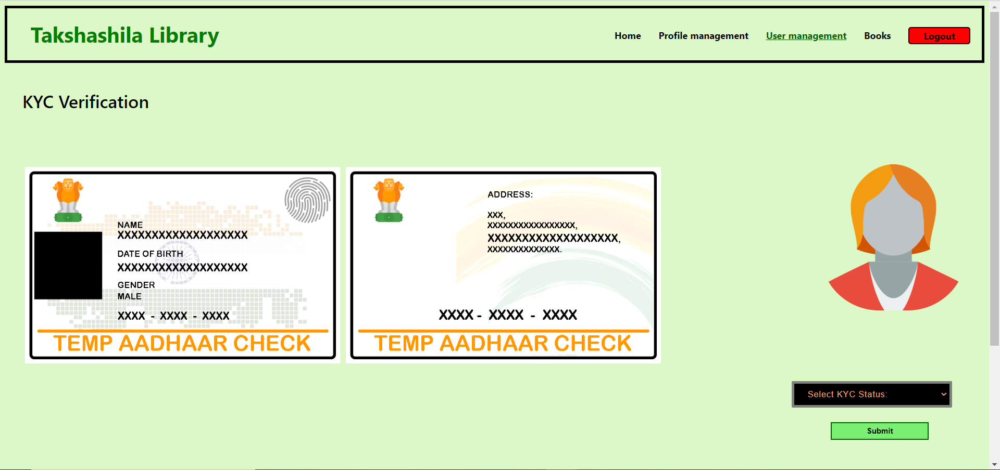 Takshashila Library
Home
Profile management
User management
Books
Logout
KYC Verification
NAME
XXXXXXXXXXXXXXXXXXX
DATE OF BIRTH
XXXXXXXXXXXXXXXXXXX
GENDER
MALE
XXXX - XXXX - XXXX
TEMP AADHAAR CHECK
ADDRESS:
XXX,
XXXXXXXXXXXXXXXXX,
XXXXXXXXXXXXXXXXXXX,
XXXXXXXXXXXXXX.
XXXX - XXXX - XXXX
TEMP AADHAAR CHECK
Select KYC Status:
Submit